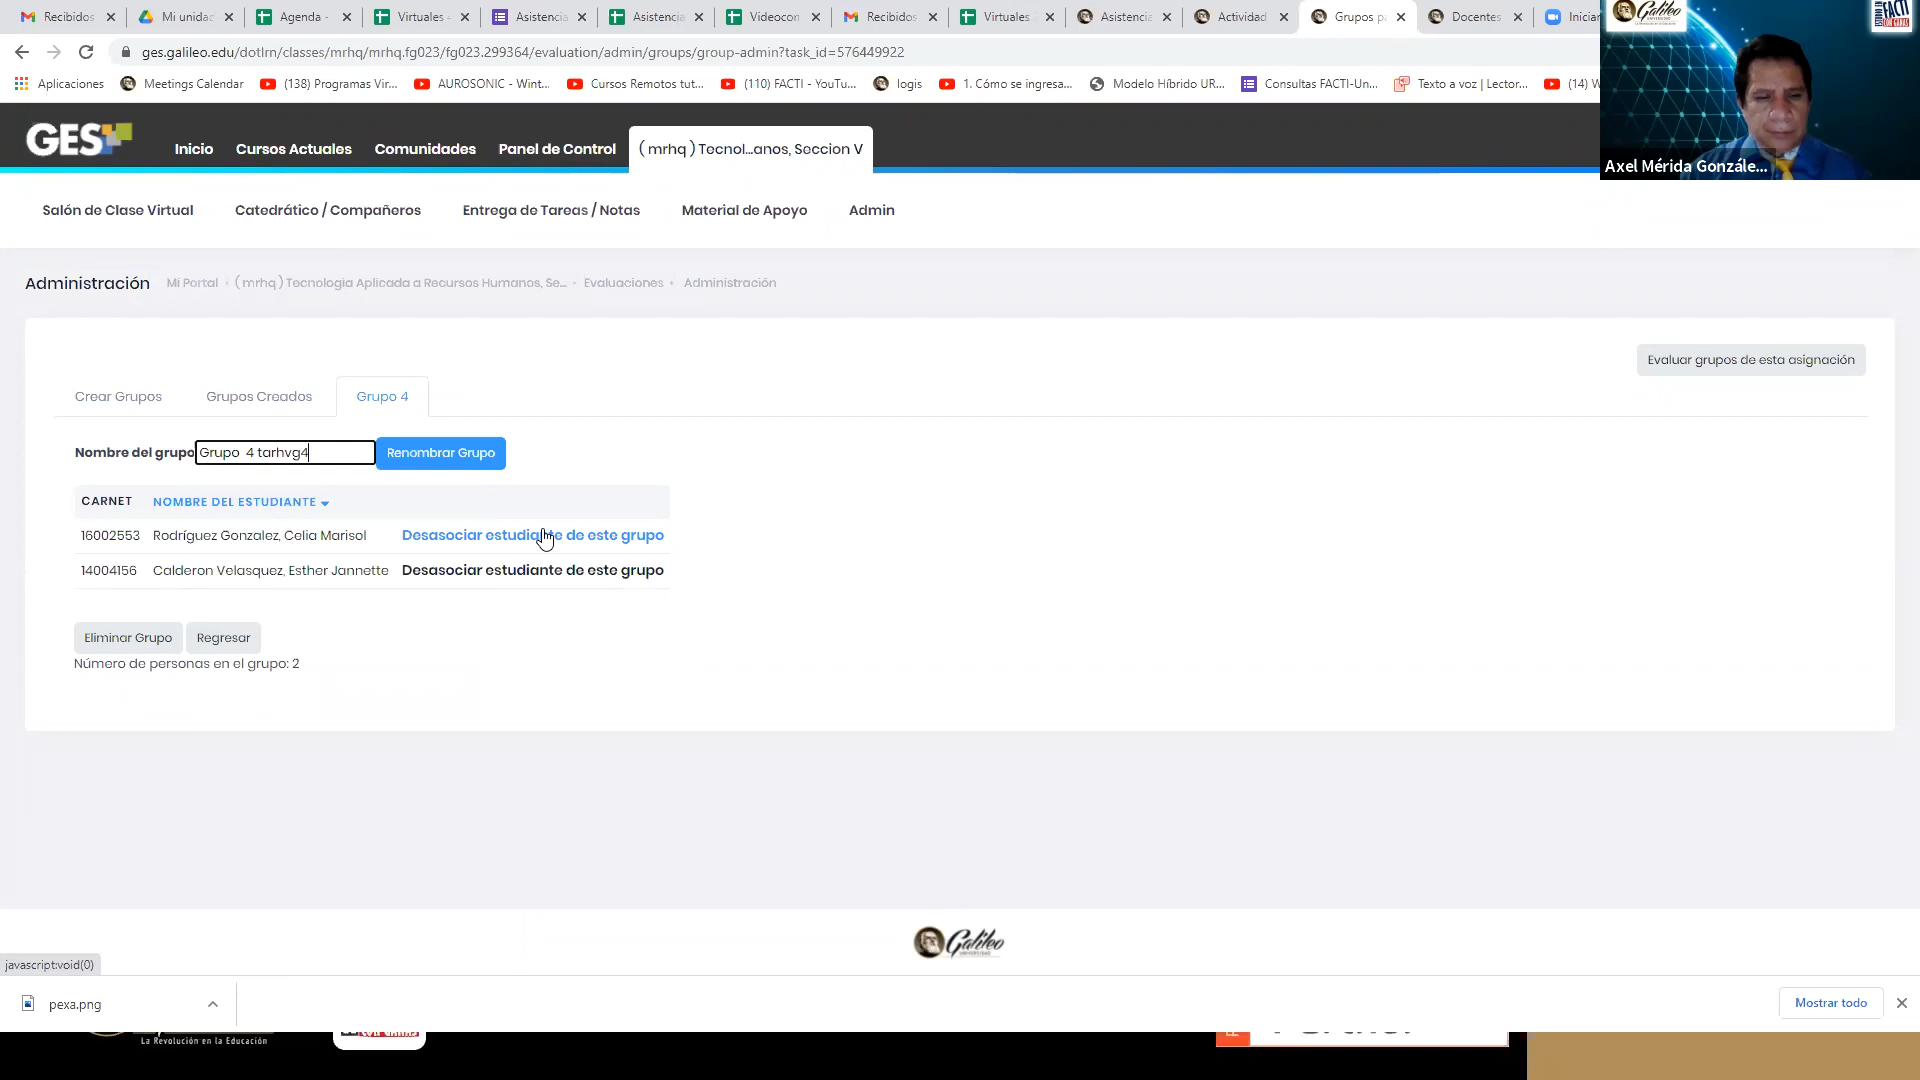 Recibidos
Mi unidad
Agenda -
Virtuales
Asistencia
Asistencia
Videocon
Recibidos
Virtuales
Asistencia
Actividad
Grupos p
Docentes
Iniciar
ges.galileo.edu/dotlrn/classes/mrhq/mrhq.fg023/fg023.299364/evaluation/admin/groups/group-admin?task_id=576449922
Aplicaciones
Meetings Calendar
(138) Programas Vir...
AUROSONIC - Wint...
Cursos Remotos tut...
(110) FACTI - YouTu...
logis
1. Cómo se ingresa...
Modelo Híbrido UR...
Consultas FACTI-Un...
Texto a voz | Lector...
(14) W
Galileo
FACTI
Axel Mérida Gonzále...
GES
Inicio
Cursos Actuales
Comunidades
Panel de Control
( mrhq ) Tecnol...anos, Seccion V
Salón de Clase Virtual
Catedrático / Compañeros
Entrega de Tareas / Notas
Material de Apoyo
Admin
Administración
Mi Portal • ( mrhq ) Tecnologia Aplicada a Recursos Humanos, Se... • Evaluaciones • Administración
Evaluar grupos de esta asignación
Crear Grupos
Grupos Creados
Grupo 4
Nombre del grupo
Grupo  4 tarhvg4
Renombrar Grupo
CARNET
NOMBRE DEL ESTUDIANTE
16002553
Rodríguez Gonzalez, Celia Marisol
Desasociar estudiante de este grupo
14004156
Calderon Velasquez, Esther Jannette
Desasociar estudiante de este grupo
Eliminar Grupo
Regresar
Número de personas en el grupo: 2
Galileo
UNIVERSIDAD
javascript:void(0)
pexa.png
Mostrar todo
La Revolución en la Educación